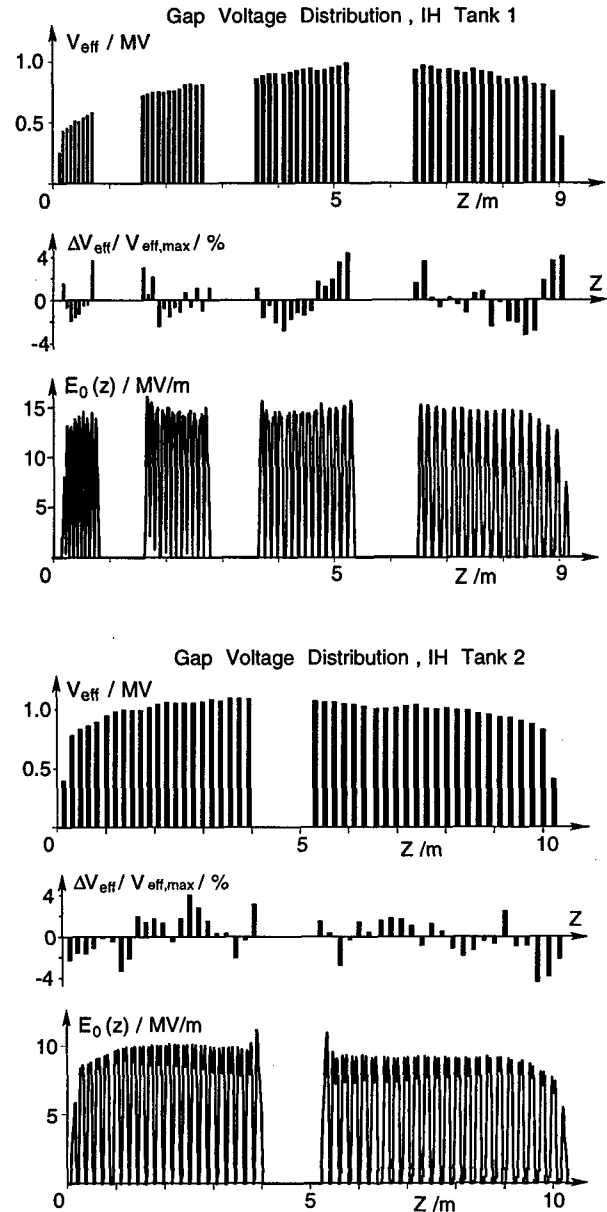 Gap Voltage Distribution , IH Tank 1
V_eff / MV
1.0
0.5
0 5 Z /m 9
ΔV_eff / V_eff,max / %
4
0 Z
-4
E_0 (z) / MV/m
15
10
5
0 5 Z /m 9
Gap Voltage Distribution , IH Tank 2
V_eff / MV
1.0
0.5
0 5 Z /m 10
ΔV_eff / V_eff,max / %
4
0 Z
-4
E_0 (z) / MV/m
10
5
0 5 Z /m 10